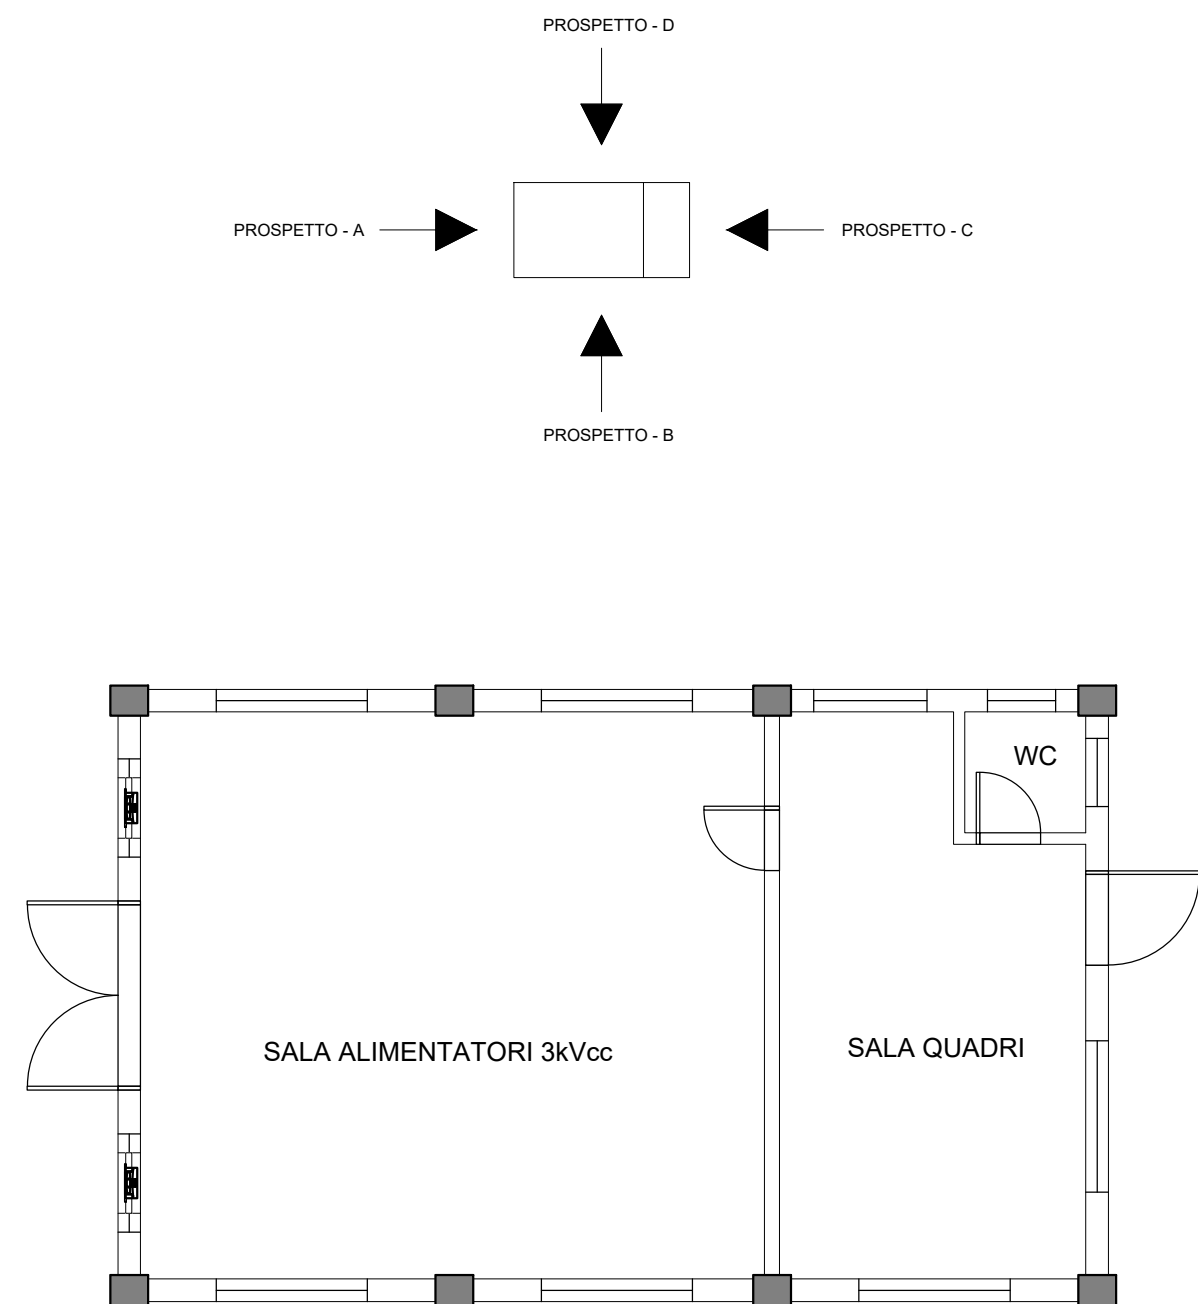 PROSPETTO - D
PROSPETTO - A
PROSPETTO - C
PROSPETTO - B
WC
SALA ALIMENTATORI 3kVcc
SALA QUADRI